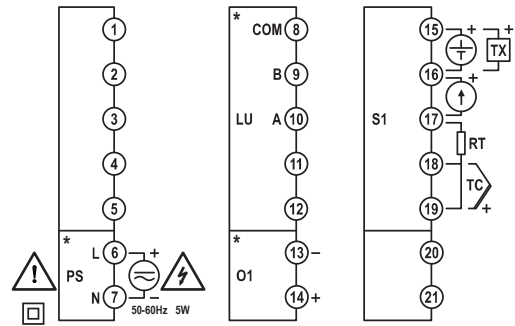 1
2
3
4
5
* PS
L 6 +
N 7 −
50-60Hz 5W
* LU
COM 8
B 9
A 10
11
12
* O1
13 −
14 +
S1
15 + TX +
16 +
17
RT
18
TC
19 +
20
21